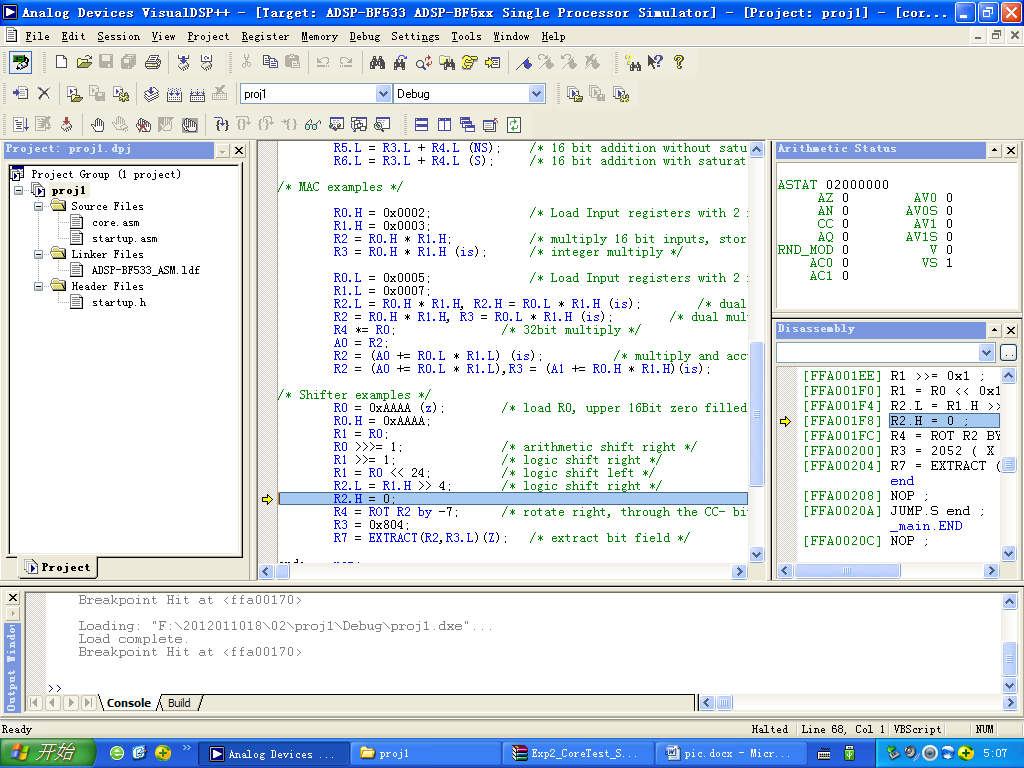 Analog Devices VisualDSP++ - [Target: ADSP-BF533 ADSP-BF5xx Single Processor Simulator] - [Project: proj1] - [cor...
File Edit Session View Project Register Memory Debug Settings Tools Window Help
proj1 Debug
Project: proj1.dpj
Project Group (1 project)
proj1
Source Files
core.asm
startup.asm
Linker Files
ADSP-BF533_ASM.ldf
Header Files
startup.h
Project
R5.L = R3.L + R4.L (NS); /* 16 bit addition without satu
R6.L = R3.L + R4.L (S); /* 16 bit addition with saturat
/* MAC examples */
R0.H = 0x0002; /* Load Input registers with 2
R1.H = 0x0003;
R2 = R0.H * R1.H; /* multiply 16 bit inputs, stor
R3 = R0.H * R1.H (is); /* integer multiply */
R0.L = 0x0005; /* Load Input registers with 2
R1.L = 0x0007;
R2.L = R0.H * R1.H, R2.H = R0.L * R1.H (is); /* dual
R2 = R0.H * R1.H, R3 = R0.L * R1.H (is); /* dual mul
R4 *= R0; /* 32bit multiply */
A0 = R2;
R2 = (A0 += R0.L * R1.L) (is); /* multiply and acc
R2 = (A0 += R0.L * R1.L),R3 = (A1 += R0.H * R1.H)(is);
/* Shifter examples */
R0 = 0xAAAA (z); /* load R0, upper 16Bit zero filled
R0.H = 0xAAAA;
R1 = R0;
R0 >>>= 1; /* arithmetic shift right */
R1 >>= 1; /* logic shift right */
R1 = R0 << 24; /* logic shift left */
R2.L = R1.H >> 4; /* logic shift right */
R2.H = 0;
R4 = ROT R2 by -7; /* rotate right, through the CC- bi
R3 = 0x804;
R7 = EXTRACT(R2,R3.L)(Z); /* extract bit field */
Arithmetic Status
ASTAT 02000000
AZ 0 AV0 0
AN 0 AV0S 0
CC 0 AV1 0
AQ 0 AV1S 0
RND_MOD 0 V 0
AC0 0 VS 1
AC1 0
Disassembly
[FFA001EE] R1 >>= 0x1 ;
[FFA001F0] R1 = R0 << 0x1
[FFA001F4] R2.L = R1.H >>
[FFA001F8] R2.H = 0 ;
[FFA001FC] R4 = ROT R2 BY
[FFA00200] R3 = 2052 ( X
[FFA00204] R7 = EXTRACT (
end
[FFA00208] NOP ;
[FFA0020A] JUMP.S end ;
_main.END
[FFA0020C] NOP ;
Output Window
Breakpoint Hit at <ffa00170>
Loading: "F:\2012011018\02\proj1\Debug\proj1.dxe"...
Load complete.
Breakpoint Hit at <ffa00170>
>>
Console Build
Ready Halted Line 68, Col 1 VBScript NUM
开始 Analog Devices ... proj1 Exp2_CoreTest_S... pic.docx - Micr... 5:07